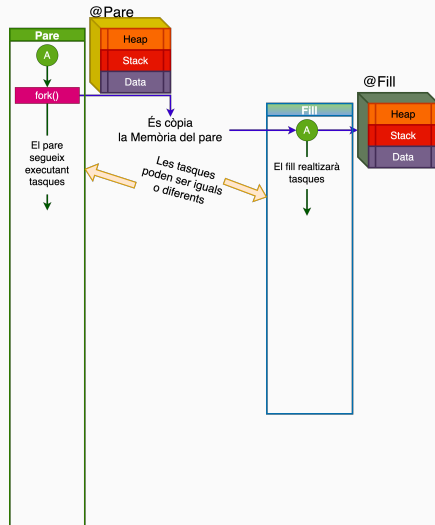 @Pare
Pare
A
Heap
Stack
Data
fork()
És còpia
la Memòria del pare
El pare
segueix
executant
tasques
Les tasques
poden ser iguals
o diferents
@Fill
Fill
A
Heap
Stack
Data
El fill realtizarà
tasques